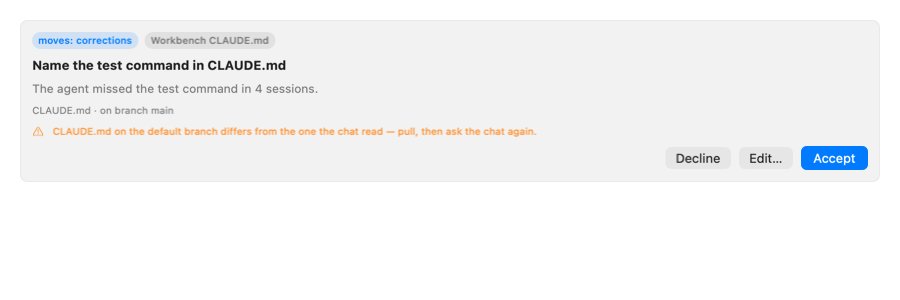 moves: corrections Workbench CLAUDE.md
Name the test command in CLAUDE.md
The agent missed the test command in 4 sessions.
CLAUDE.md · on branch main
CLAUDE.md on the default branch differs from the one the chat read — pull, then ask the chat again.
Decline Edit... Accept